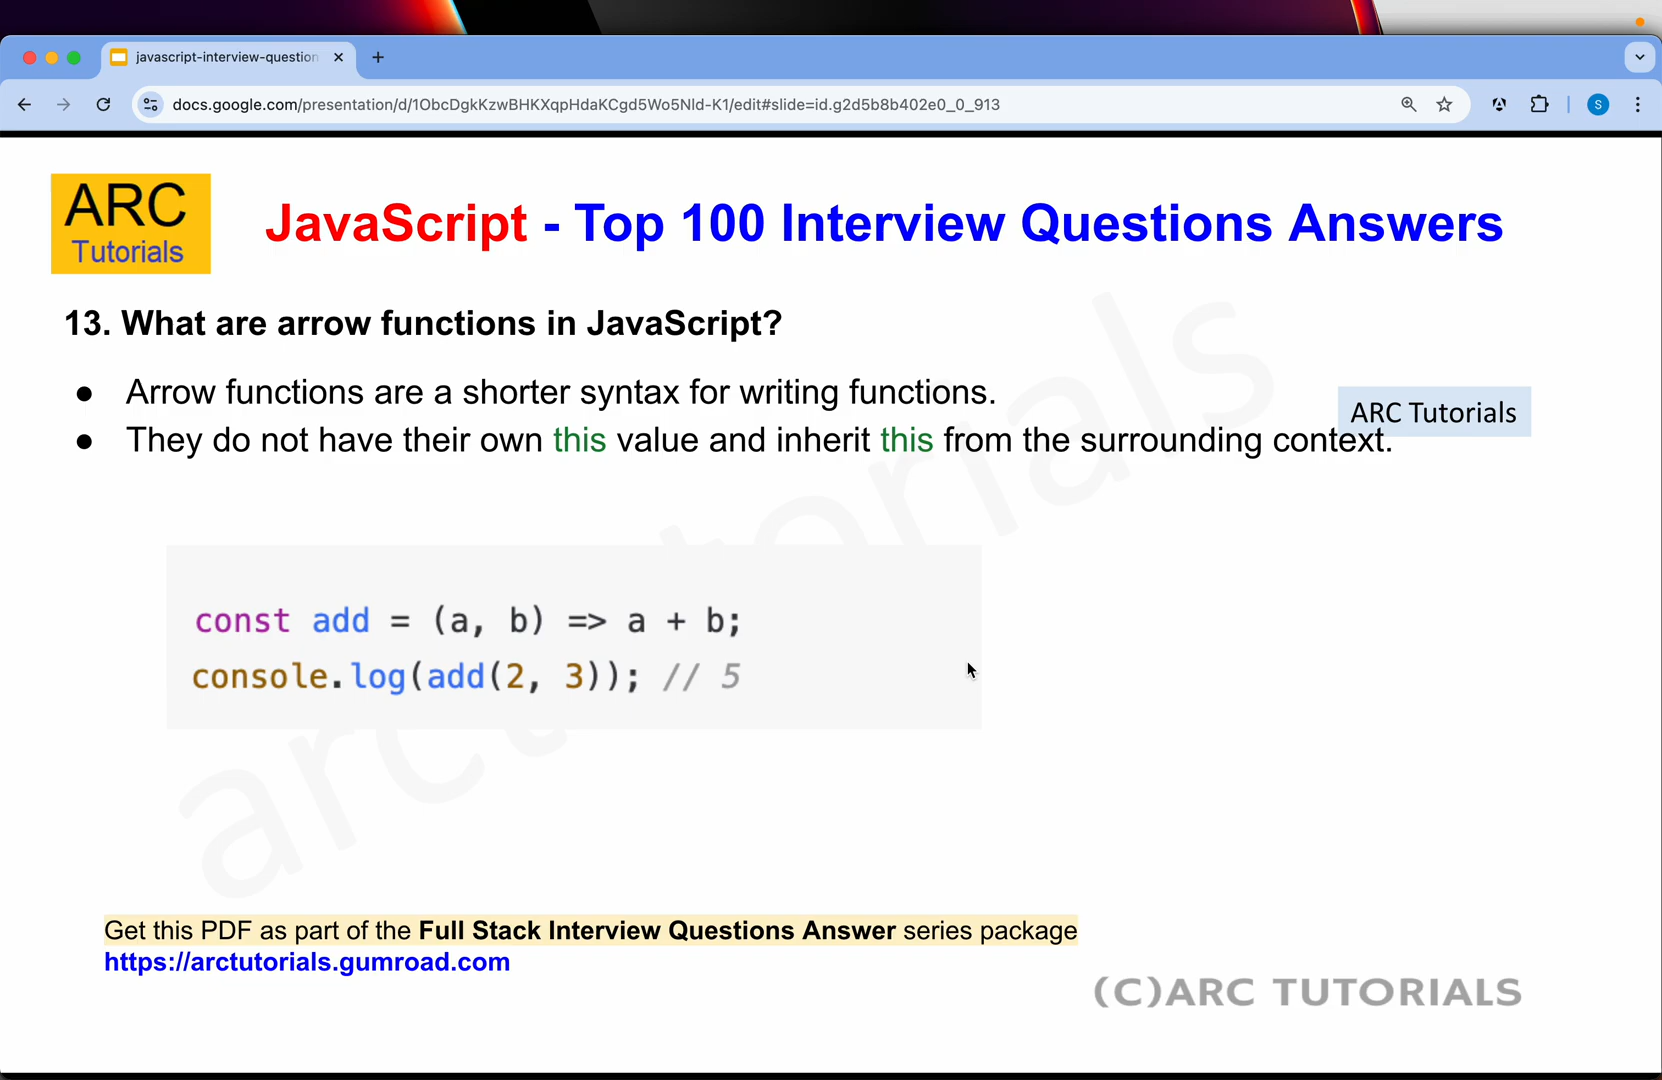 javascript-interview-question
docs.google.com/presentation/d/1ObcDgkKzwBHKXqpHdaKCgd5Wo5Nld-K1/edit#slide=id.g2d5b8b402e0_0_913
S
ARC
Tutorials
JavaScript - Top 100 Interview Questions Answers
13. What are arrow functions in JavaScript?
● Arrow functions are a shorter syntax for writing functions.
ARC Tutorials
● They do not have their own this value and inherit this from the surrounding context.
const add = (a, b) => a + b;
console.log(add(2, 3)); // 5
arctutorials
Get this PDF as part of the Full Stack Interview Questions Answer series package
https://arctutorials.gumroad.com
(C)ARC TUTORIALS